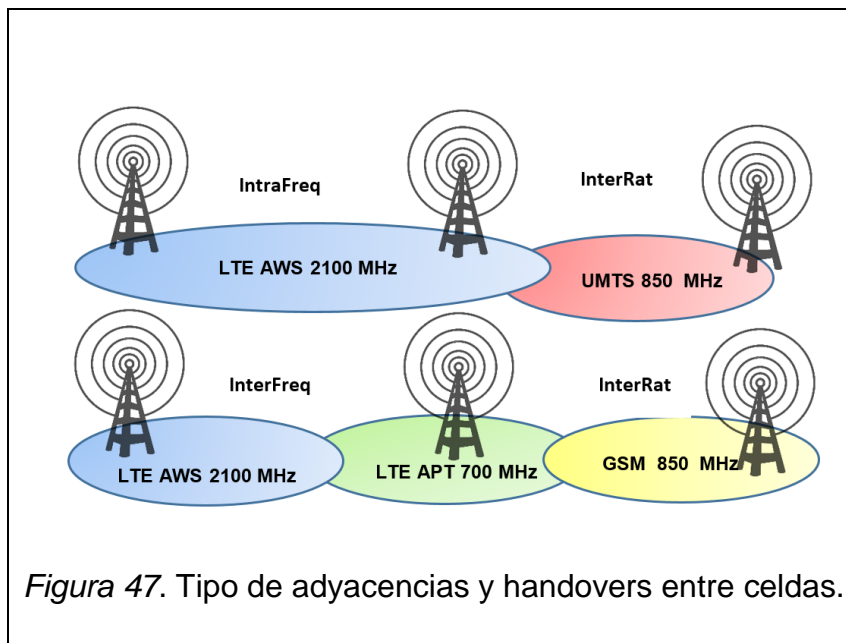 IntraFreq
InterRat
LTE AWS 2100 MHz
UMTS 850 MHz
InterFreq
InterRat
LTE AWS 2100 MHz
LTE APT 700 MHz
GSM 850 MHz
Figura 47. Tipo de adyacencias y handovers entre celdas.